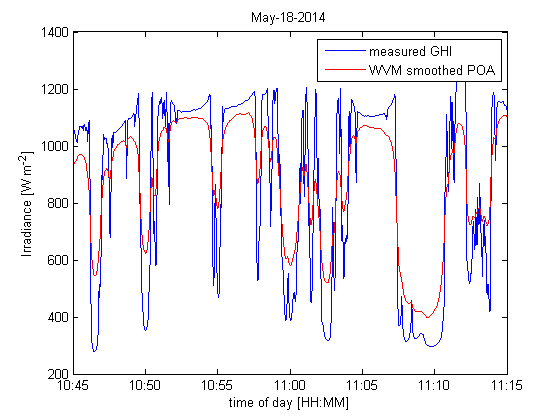 May-18-2014
measured GHI
WVM smoothed POA
1400
1200
1000
800
600
400
200
Irradiance [W m⁻²]
10:45 10:50 10:55 11:00 11:05 11:10 11:15
time of day [HH:MM]